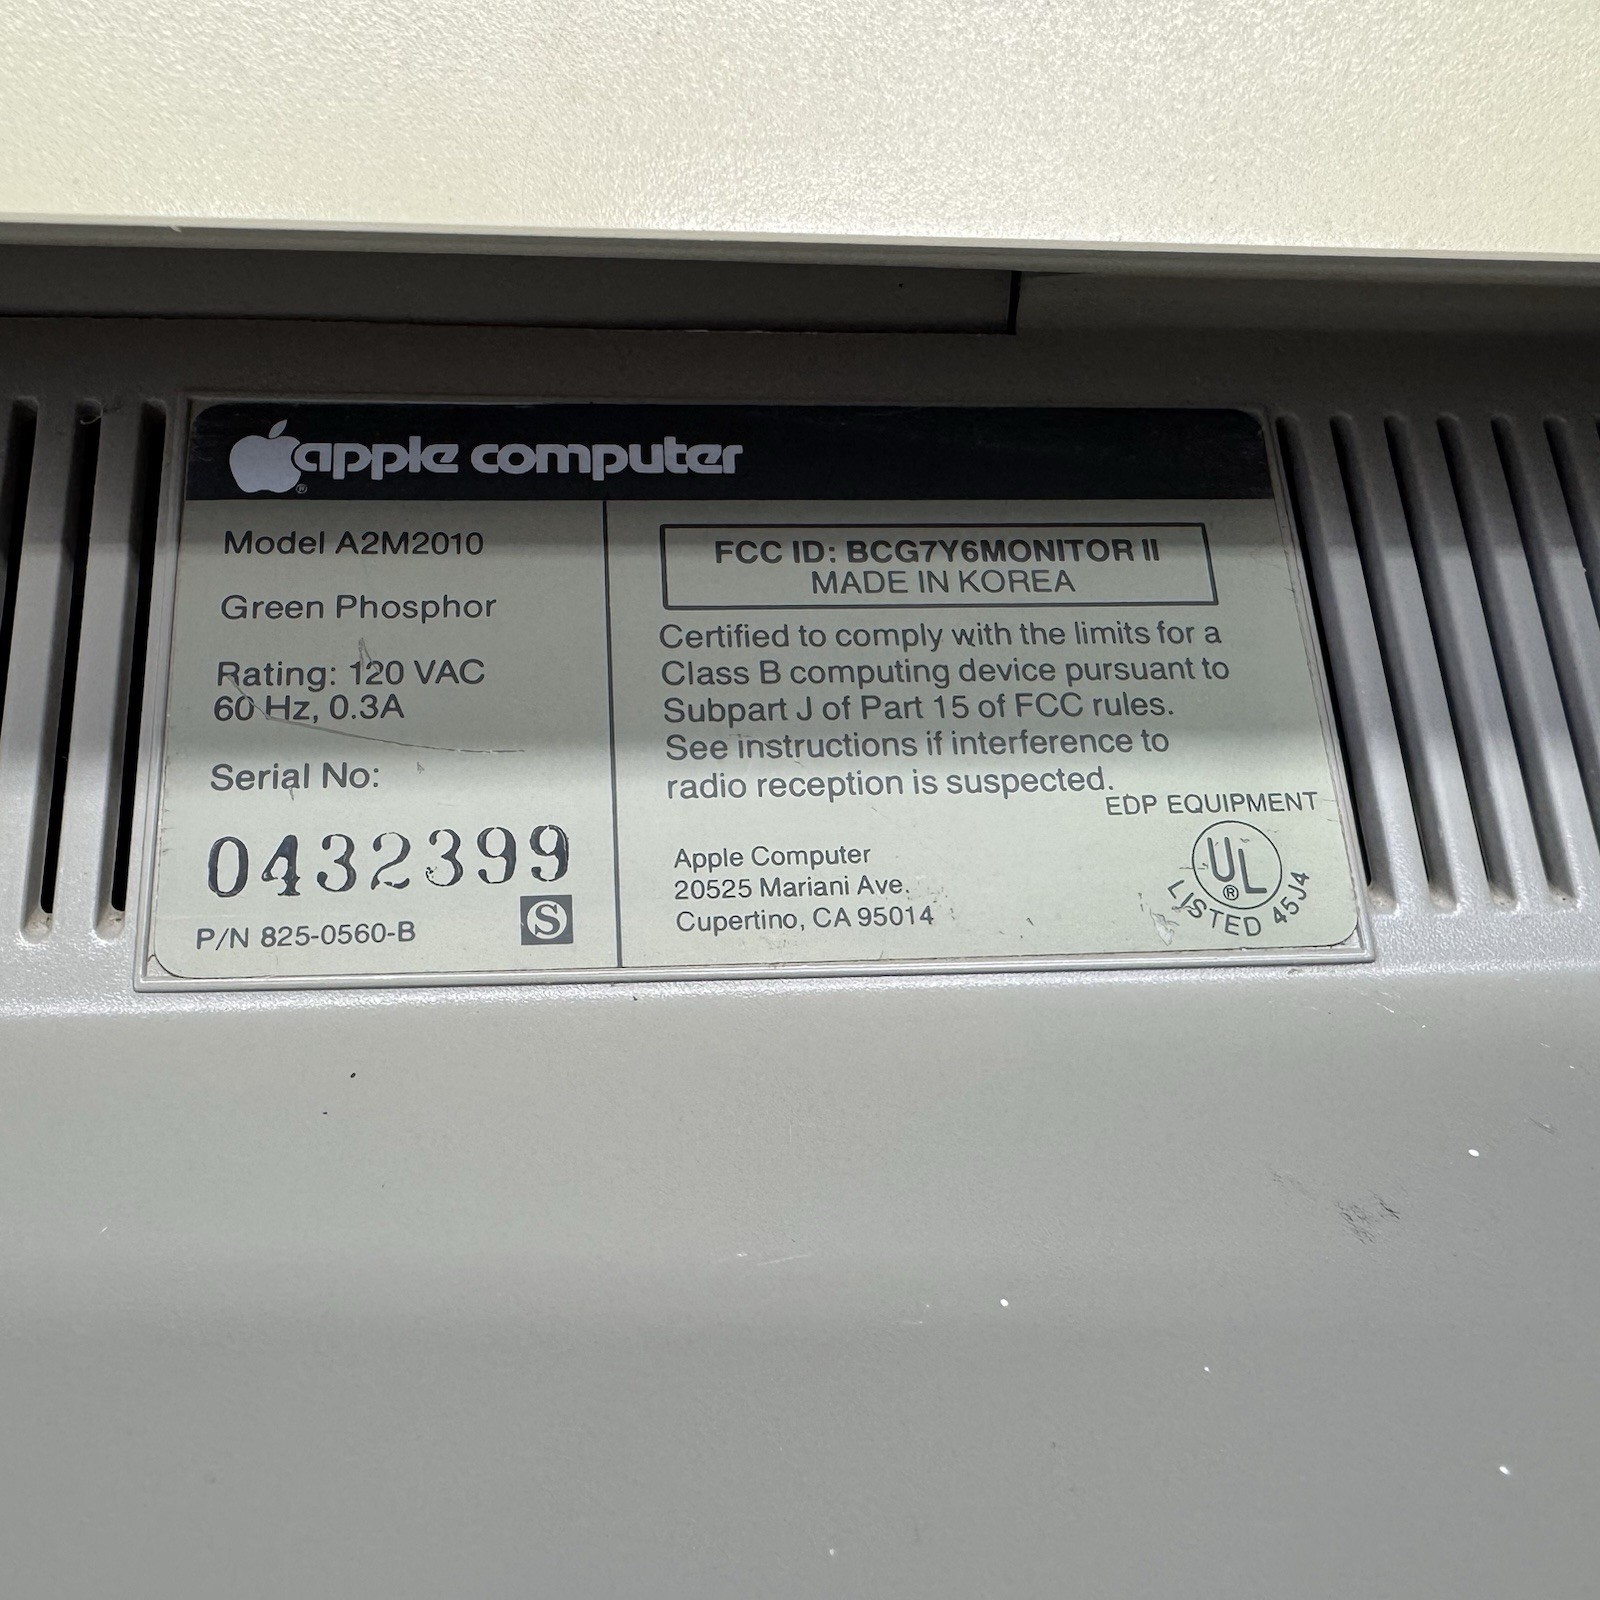 apple computer
Model A2M2010
Green Phosphor
Rating: 120 VAC
60 Hz, 0.3A
Serial No:
0432399
P/N 825-0560-B
S
FCC ID: BCG7Y6MONITOR II
MADE IN KOREA
Certified to comply with the limits for a
Class B computing device pursuant to
Subpart J of Part 15 of FCC rules.
See instructions if interference to
radio reception is suspected.
Apple Computer
20525 Mariani Ave.
Cupertino, CA 95014
EDP EQUIPMENT
UL
®
LISTED 45J4